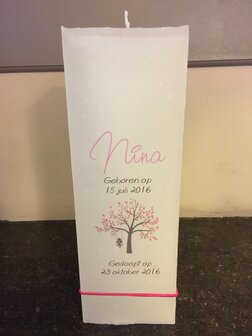 Nina
Geboren op
15 juli 2016
Gedoopt op
23 oktober 2016